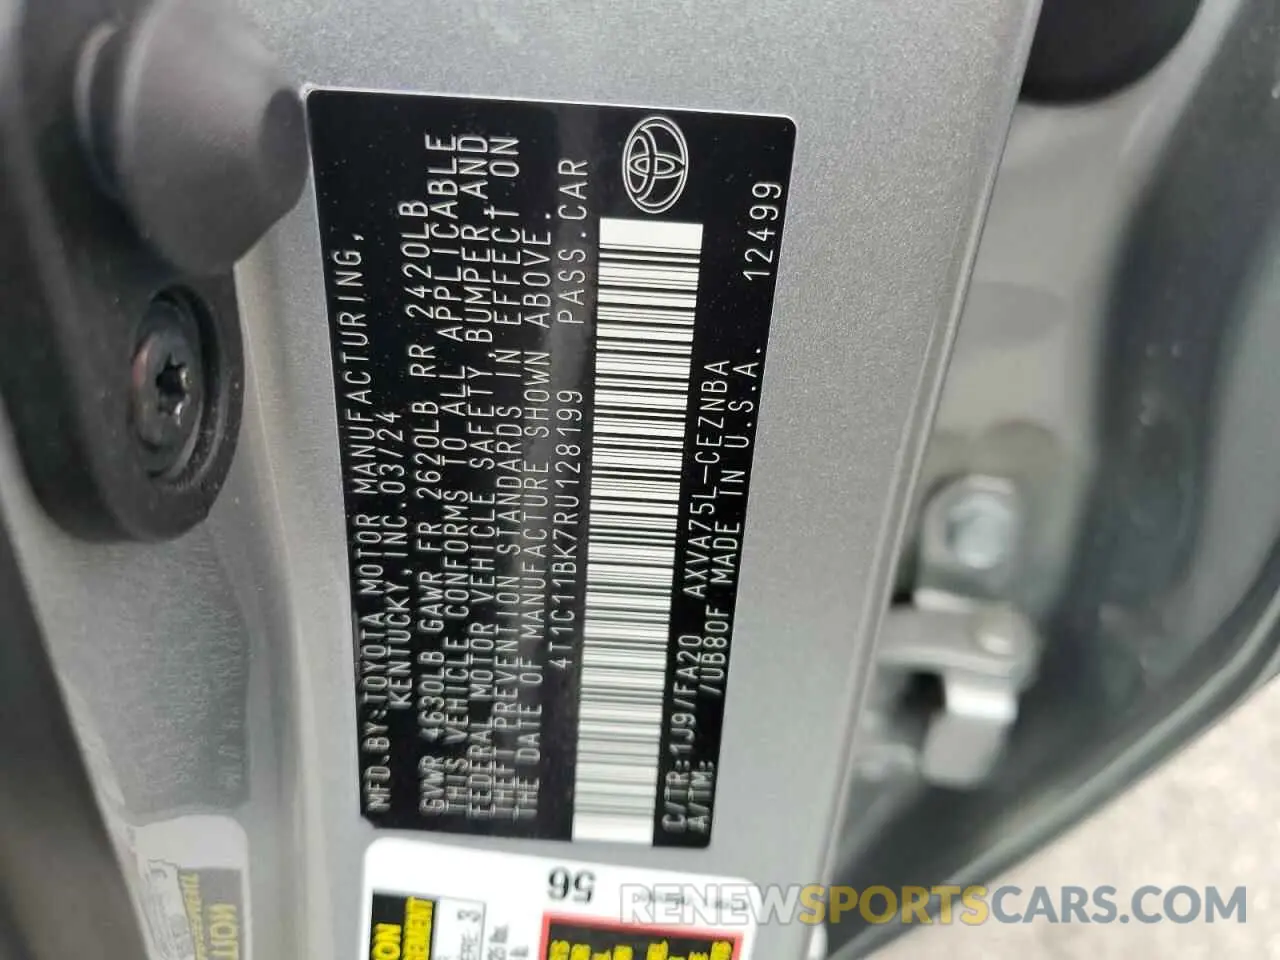 MFD.BY:TOYOTA MOTOR MANUFACTURING,
KENTUCKY,INC.03/24
GVWR 4630LB GAWR FR 2620LB RR 2420LB
THIS VEHICLE CONFORMS TO ALL APPLICABLE
FEDERAL MOTOR VEHICLE SAFETY,BUMPER,AND
THEFT PREVENTION STANDARDS IN EFFECT ON
THE DATE OF MANUFACTURE SHOWN ABOVE.
4T1C11BK7RU128199 PASS.CAR
C/TR:1J9/FA20 AXVA75L-CEZNBA
A/TM: /UB80F MADE IN U.S.A. 12499
56
RENEWSPORTSCARS.COM